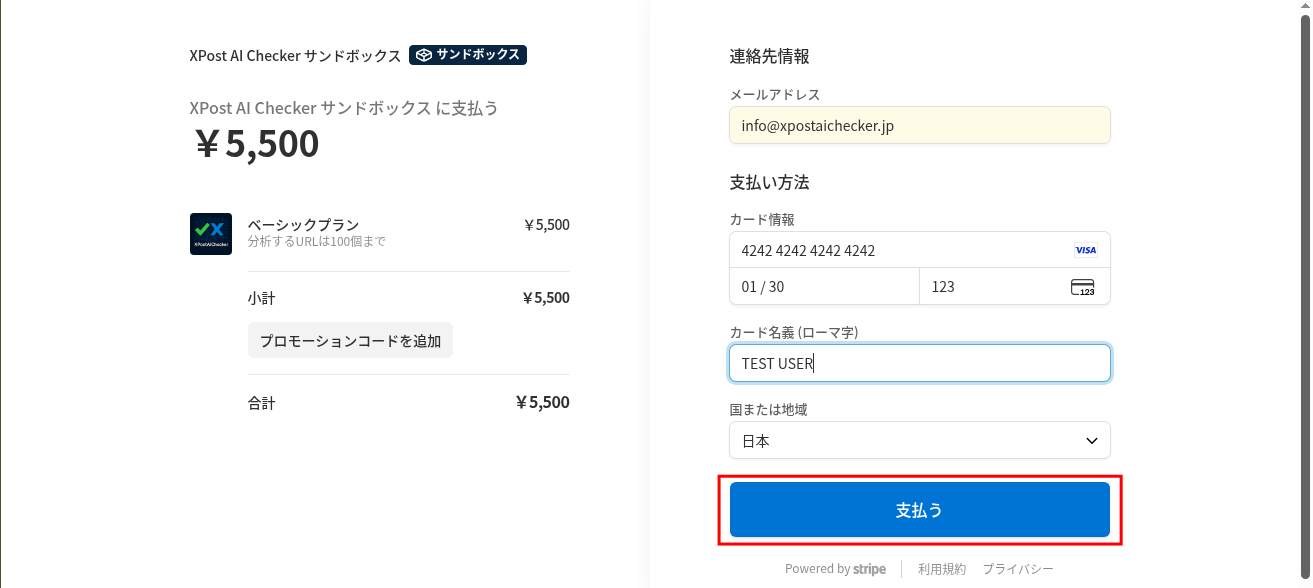 XPost AI Checker サンドボックス サンドボックス
XPost AI Checker サンドボックス に支払う
￥5,500
XPostAIChecker
ベーシックプラン ￥5,500
分析するURLは100個まで
小計 ￥5,500
プロモーションコードを追加
合計 ￥5,500
連絡先情報
メールアドレス
info@xpostaichecker.jp
支払い方法
カード情報
4242 4242 4242 4242 VISA
01 / 30 123 123
カード名義 (ローマ字)
TEST USER
国または地域
日本
支払う
Powered by stripe 利用規約 プライバシー